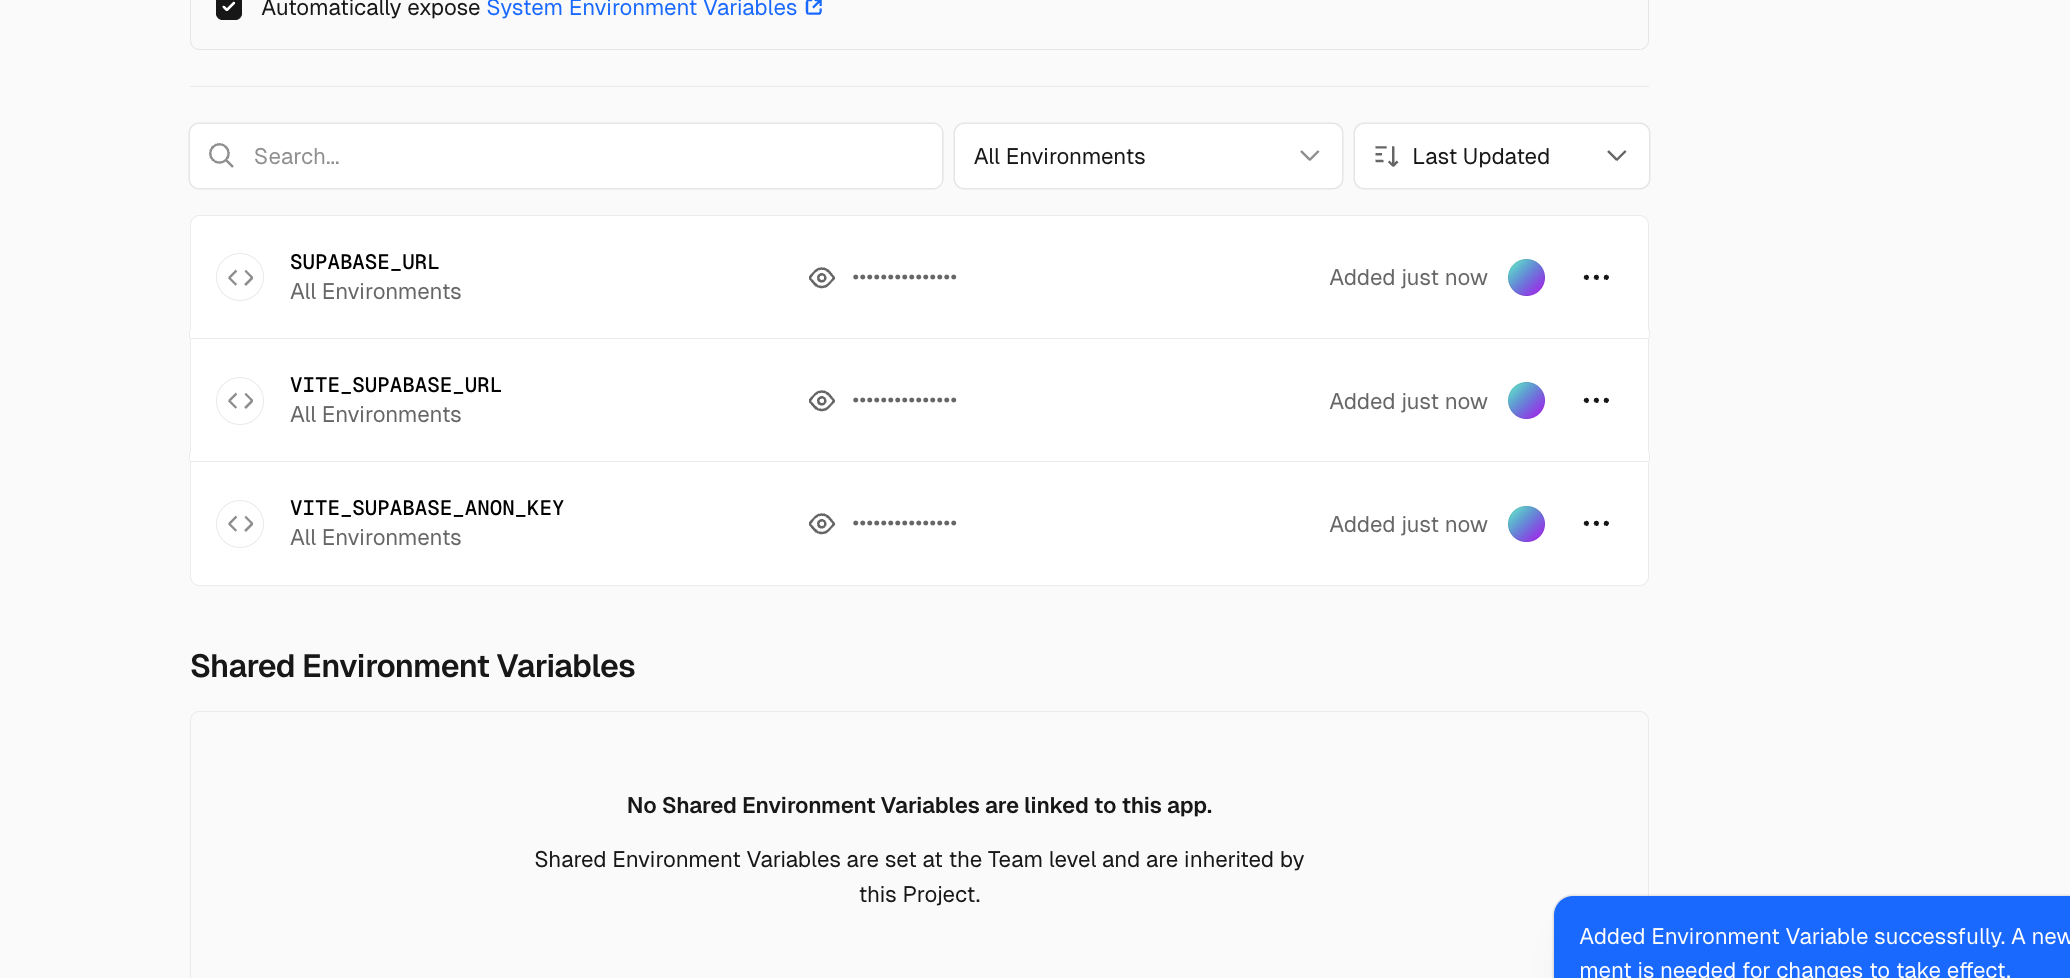 Automatically expose System Environment Variables
Search...
All Environments
Last Updated
SUPABASE_URL
All Environments
••••••••••••••
Added just now
VITE_SUPABASE_URL
All Environments
••••••••••••••
Added just now
VITE_SUPABASE_ANON_KEY
All Environments
••••••••••••••
Added just now
Shared Environment Variables
No Shared Environment Variables are linked to this app.
Shared Environment Variables are set at the Team level and are inherited by
this Project.
Added Environment Variable successfully. A new
ment is needed for changes to take effect.